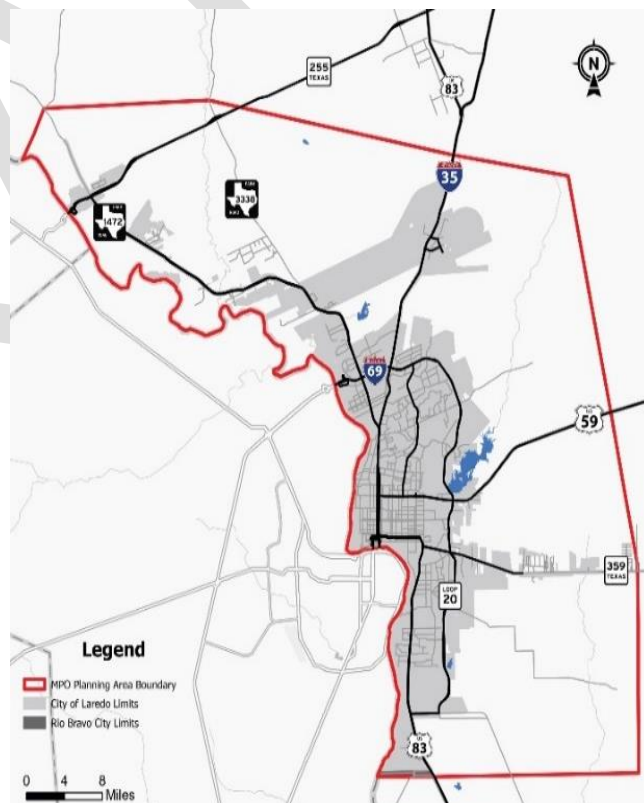 255
TEXAS
83
N
35
3338
1472
69
59
359
TEXAS
LOOP
20
Legend
MPO Planning Area Boundary
City of Laredo Limits
Rio Bravo City Limits
US
83
0 4 8
Miles